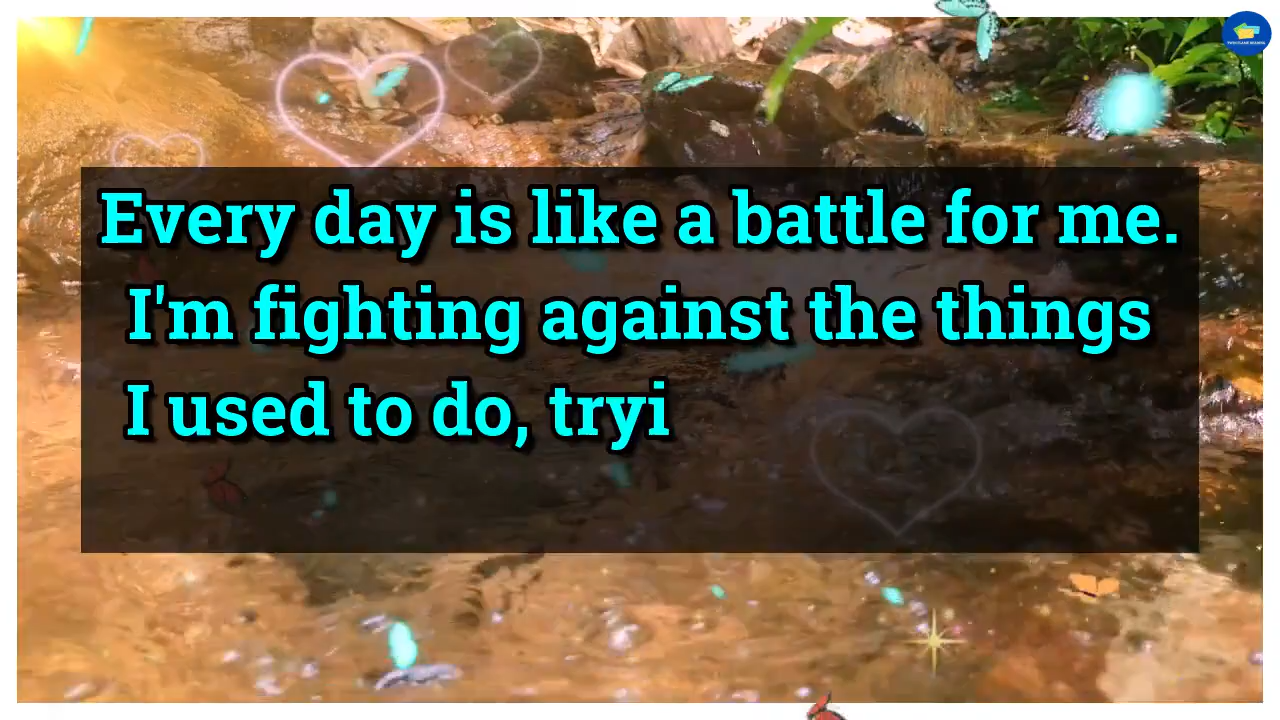 Every day is like a battle for me.
I'm fighting against the things
I used to do, tryi